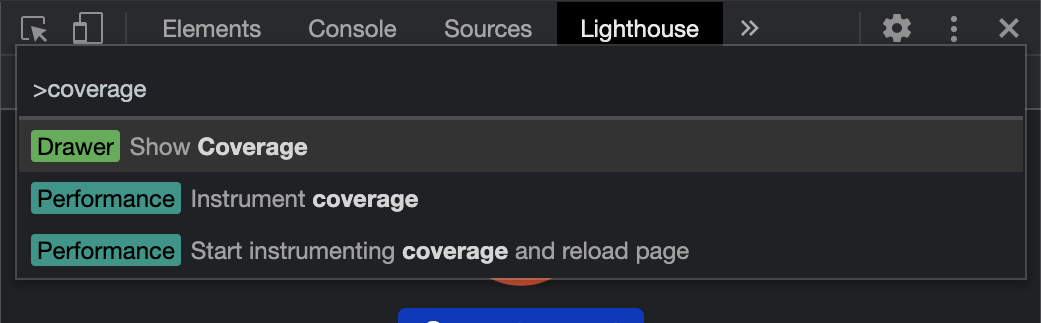 Elements Console Sources Lighthouse
>coverage
Drawer Show Coverage
Performance Instrument coverage
Performance Start instrumenting coverage and reload page